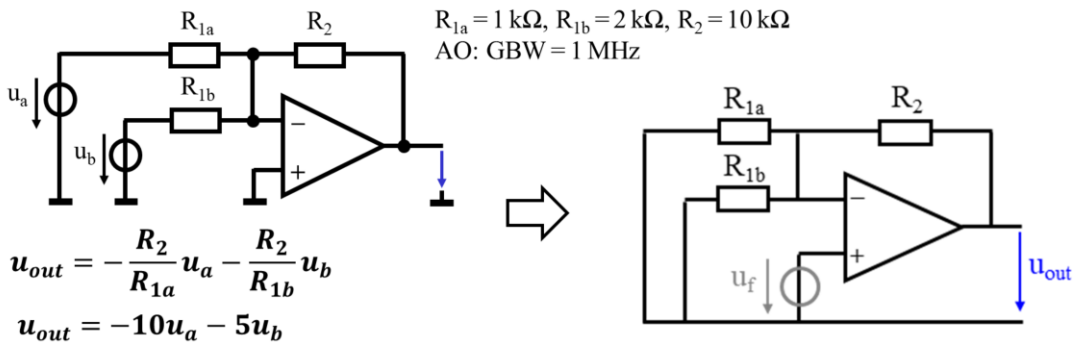 R1a = 1 kΩ, R1b = 2 kΩ, R2 = 10 kΩ
AO: GBW = 1 MHz
R1a
R2
ua
R1b
ub
−
+
uout = − R2/R1a ua − R2/R1b ub
uout = −10ua − 5ub
R1a
R2
R1b
−
+
uf
uout